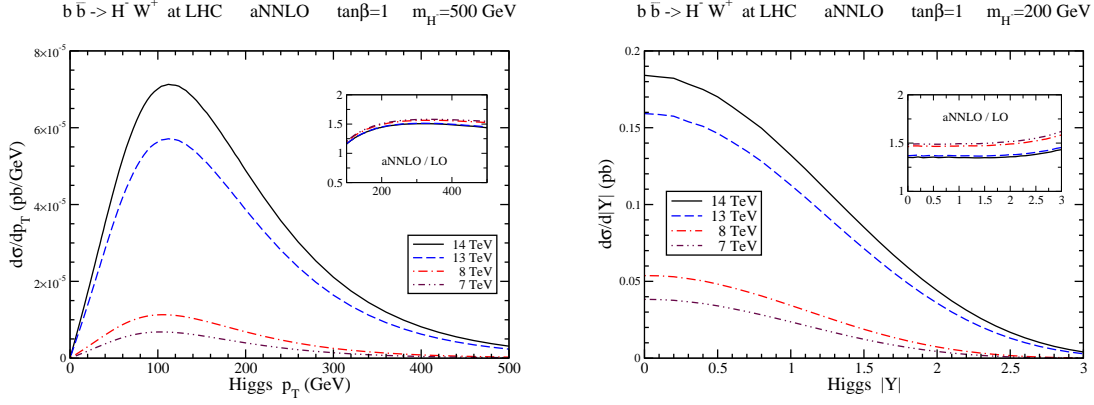 b b̄ -> H⁻ W⁺ at LHC aNNLO tanβ=1 m_H=500 GeV
8×10⁻⁵
6×10⁻⁵
4×10⁻⁵
2×10⁻⁵
0
dσ/dp_T (pb/GeV)
0 100 200 300 400 500
Higgs p_T (GeV)
2
1.5
1
0.5
200 400
aNNLO / LO
14 TeV
13 TeV
8 TeV
7 TeV
b b̄ -> H⁻ W⁺ at LHC aNNLO tanβ=1 m_H=200 GeV
0.2
0.15
0.1
0.05
0
dσ/d|Y| (pb)
0 0.5 1 1.5 2 2.5 3
Higgs |Y|
2
1.5
1
0 0.5 1 1.5 2 2.5 3
aNNLO / LO
14 TeV
13 TeV
8 TeV
7 TeV